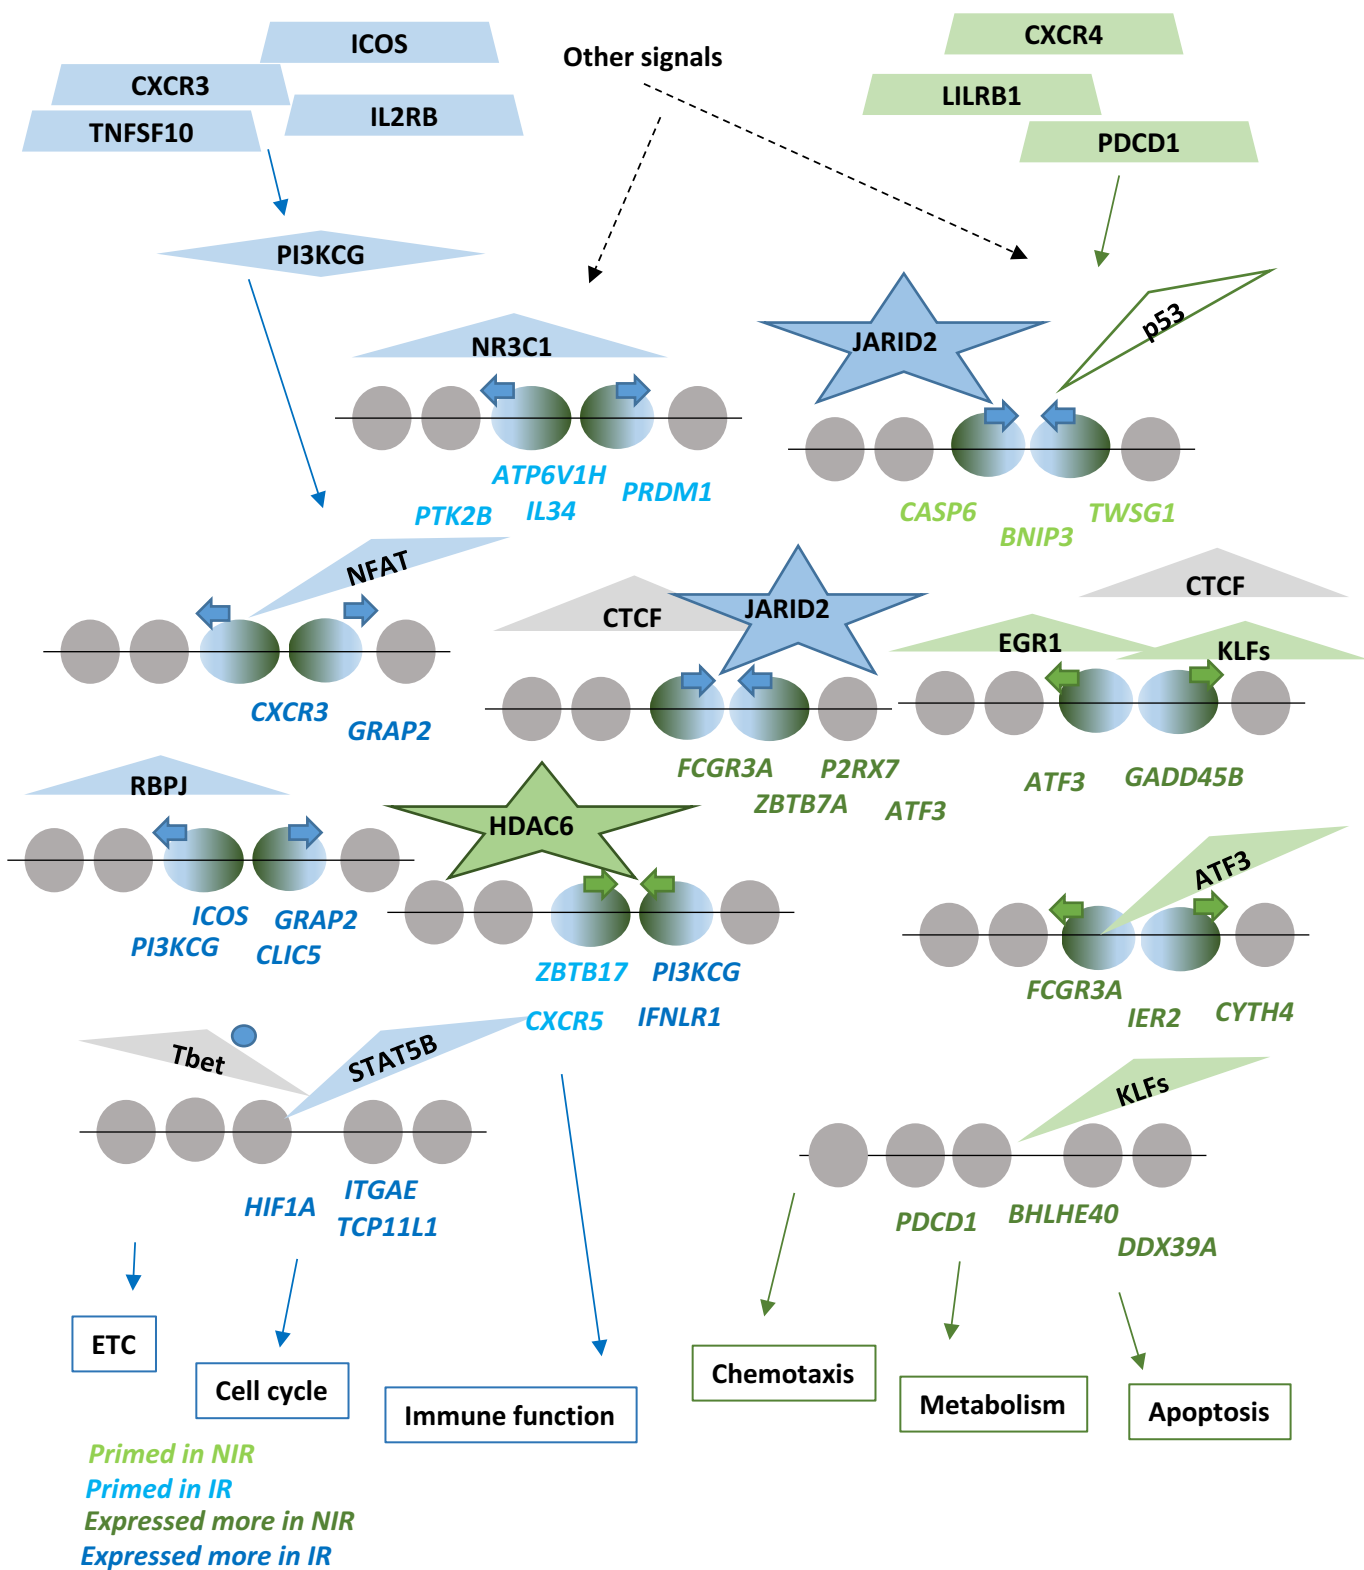 ICOS
CXCR3
IL2RB
TNFSF10
Other signals
CXCR4
LILRB1
PDCD1
PI3KCG
NR3C1
JARID2
p53
ATP6V1H
PTK2B
IL34
PRDM1
CASP6
BNIP3
TWSG1
NFAT
CTCF
JARID2
CTCF
EGR1
KLFs
CXCR3
GRAP2
FCGR3A
P2RX7
ZBTB7A
ATF3
ATF3
GADD45B
RBPJ
HDAC6
ATF3
ICOS
GRAP2
PI3KCG
CLIC5
ZBTB17
PI3KCG
CXCR5
IFNLR1
FCGR3A
IER2
CYTH4
Tbet
STAT5B
KLFs
HIF1A
ITGAE
TCP11L1
PDCD1
BHLHE40
DDX39A
ETC
Cell cycle
Immune function
Chemotaxis
Metabolism
Apoptosis
Primed in NIR
Primed in IR
Expressed more in NIR
Expressed more in IR